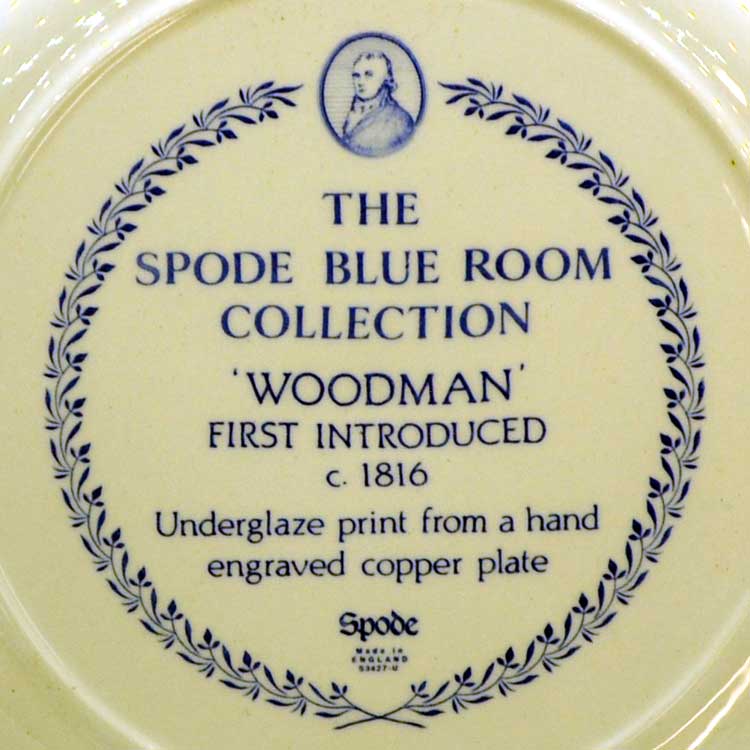 THE
SPODE BLUE ROOM
COLLECTION
'WOODMAN'
FIRST INTRODUCED
c. 1816
Underglaze print from a hand
engraved copper plate
Spode
Made in
ENGLAND
S3427-U